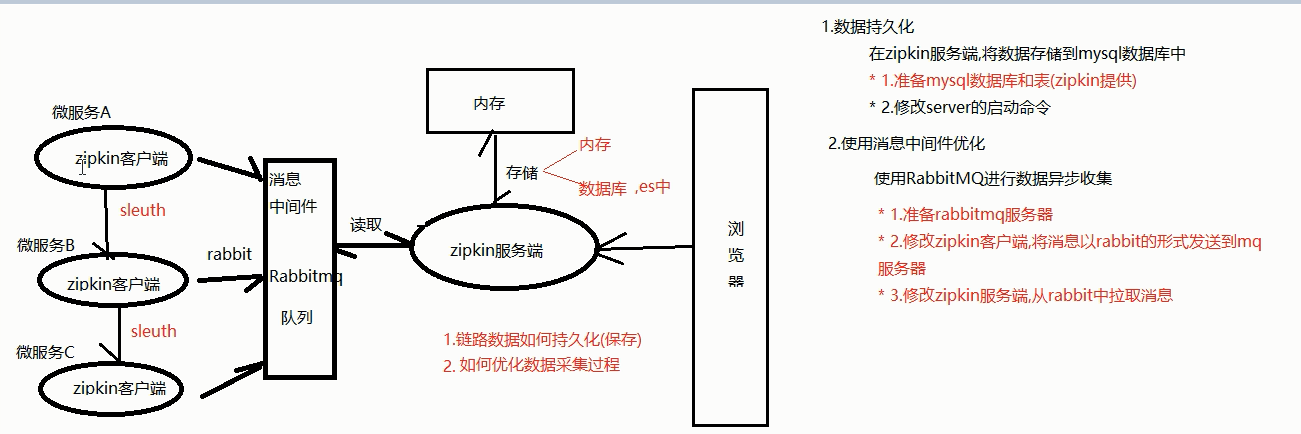 微服务A
zipkin客户端
sleuth
微服务B
zipkin客户端
sleuth
微服务C
zipkin客户端
rabbit
消息
中间件
Rabbitmq
队列
读取
内存
存储
内存
数据库 ,es中
zipkin服务端
1.链路数据如何持久化(保存)
2. 如何优化数据采集过程
浏
览
器
1.数据持久化
在zipkin服务端,将数据存储到mysql数据库中
* 1.准备mysql数据库和表(zipkin提供)
* 2.修改server的启动命令
2.使用消息中间件优化
使用RabbitMQ进行数据异步收集
* 1.准备rabbitmq服务器
* 2.修改zipkin客户端,将消息以rabbit的形式发送到mq
服务器
* 3.修改zipkin服务端,从rabbit中拉取消息